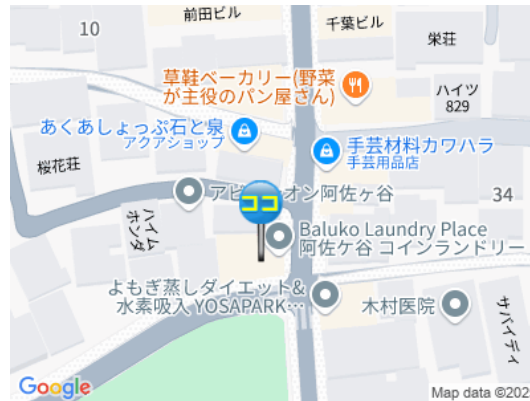 前田ビル
千葉ビル
10
栄荘
草鞋ベーカリー(野菜
が主役のパン屋さん)
ハイツ
829
あくあしょっぷ石と泉
アクアショップ
手芸材料カワハラ
手芸用品店
桜花荘
34
オン阿佐ヶ谷
ココ
ハイム
ホンダ
Baluko Laundry Place
阿佐ケ谷 コインランドリー
よもぎ蒸しダイエット&
水素吸入 YOSAPARK…
木村医院
サバイディ
Google
Map data ©202